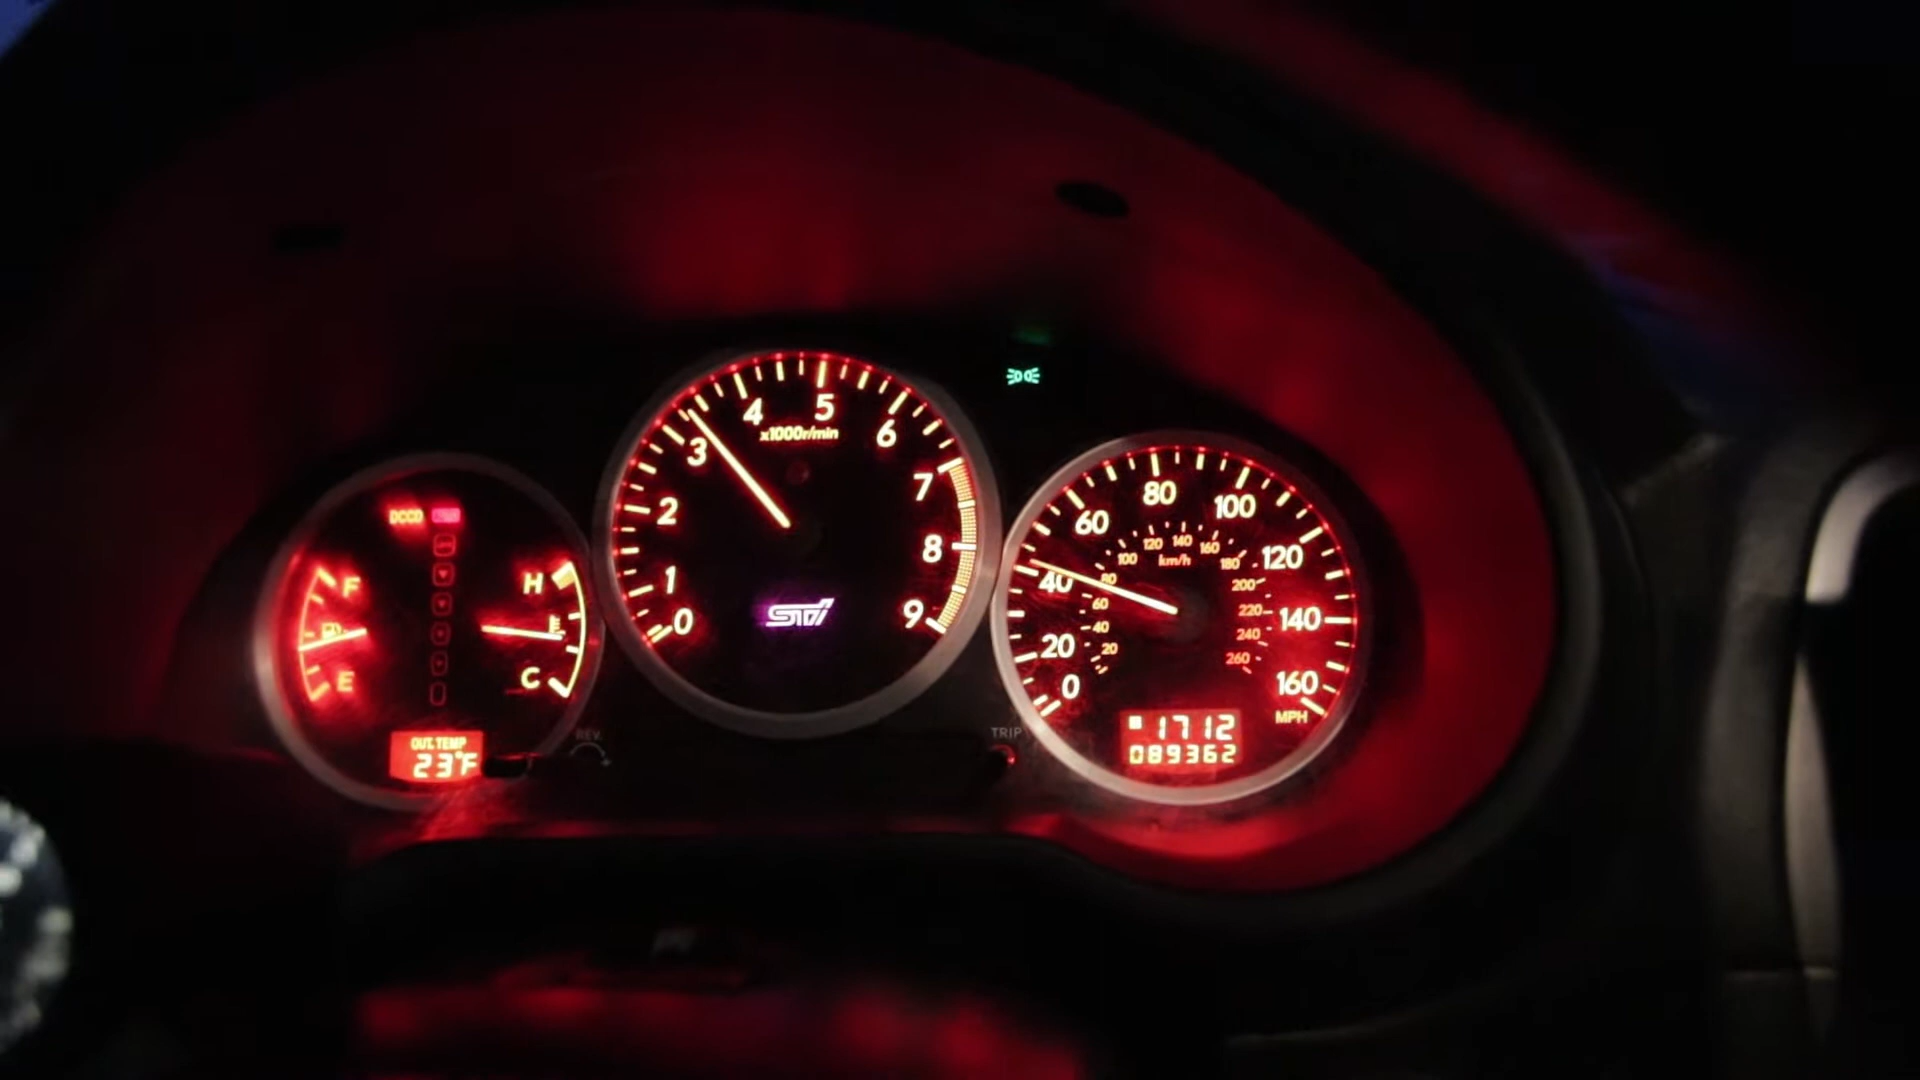 DCCD
F
E
H
C
OUT.TEMP
23°F
REV.
0
1
2
3
4
5
6
7
8
9
x1000r/min
STi
TRIP
0
20
40
60
80
100
120
140
160
MPH
20
40
60
80
100
120
140
160
180
200
220
240
260
km/h
1712
089362